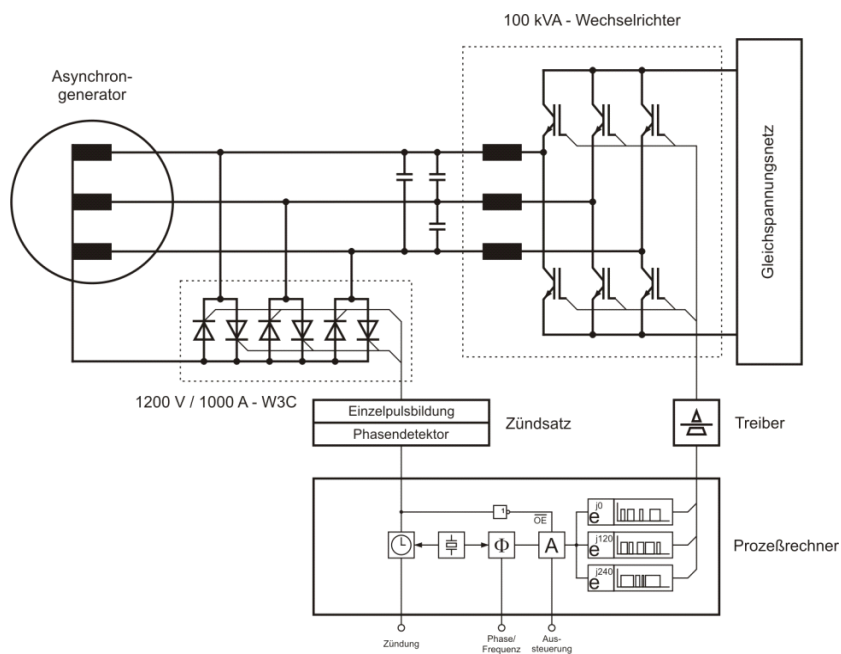 100 kVA - Wechselrichter
Asynchron-
generator
Gleichspannungsnetz
1200 V / 1000 A - W3C
Einzelpulsbildung
Phasendetektor
Zündsatz
Treiber
1
OE
Φ
A
e j0
e j120
e j240
Prozeßrechner
Zündung
Phase/
Frequenz
Aus-
steuerung